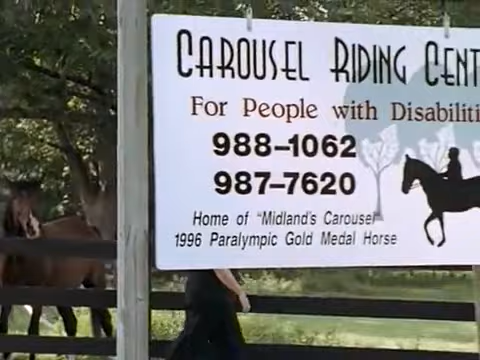 CAROUSEL RIDING CENT
For People with Disabiliti
988-1062
987-7620
Home of "Midland's Carousel
1996 Paralympic Gold Medal Horse